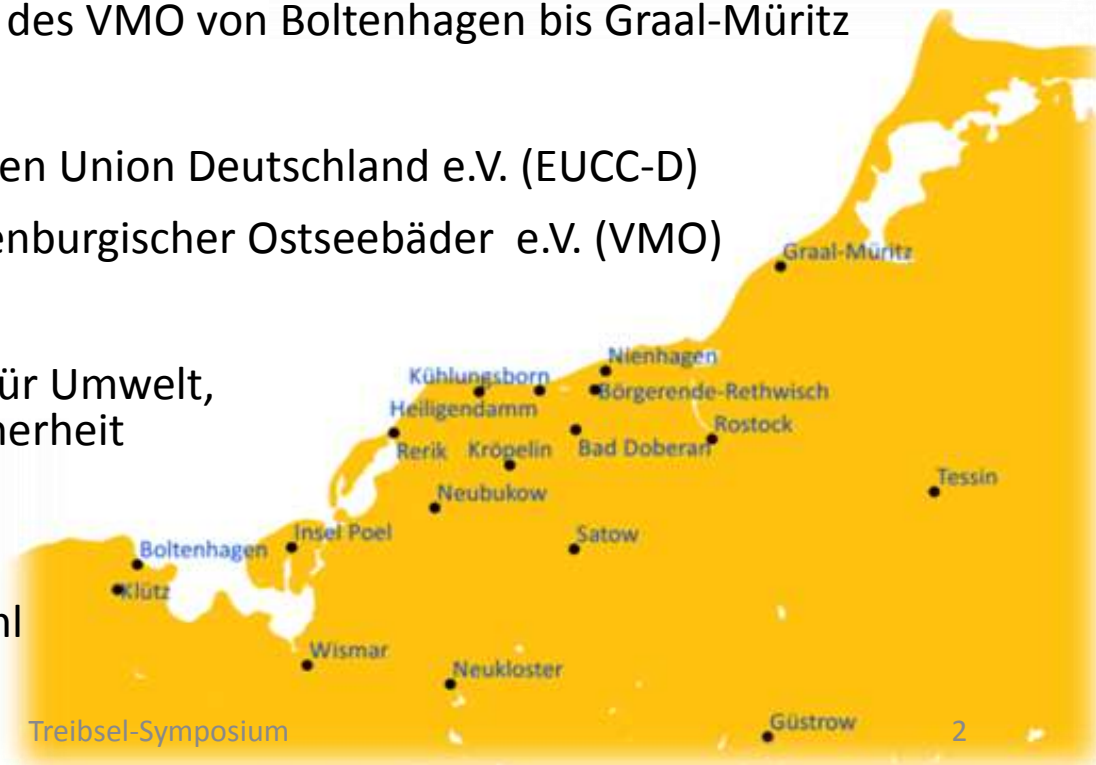 des VMO von Boltenhagen bis Graal-Müritz
en Union Deutschland e.V. (EUCC-D)
enburgischer Ostseebäder e.V. (VMO)
Graal-Müritz
ür Umwelt,
erheit
Nienhagen
Kühlungsborn
Börgerende-Rethwisch
Heiligendamm
Rostock
Rerik
Kröpelin
Bad Doberan
Tessin
Neubukow
Insel Poel
Satow
Boltenhagen
Klütz
Wismar
Neukloster
Güstrow
Treibsel-Symposium
2